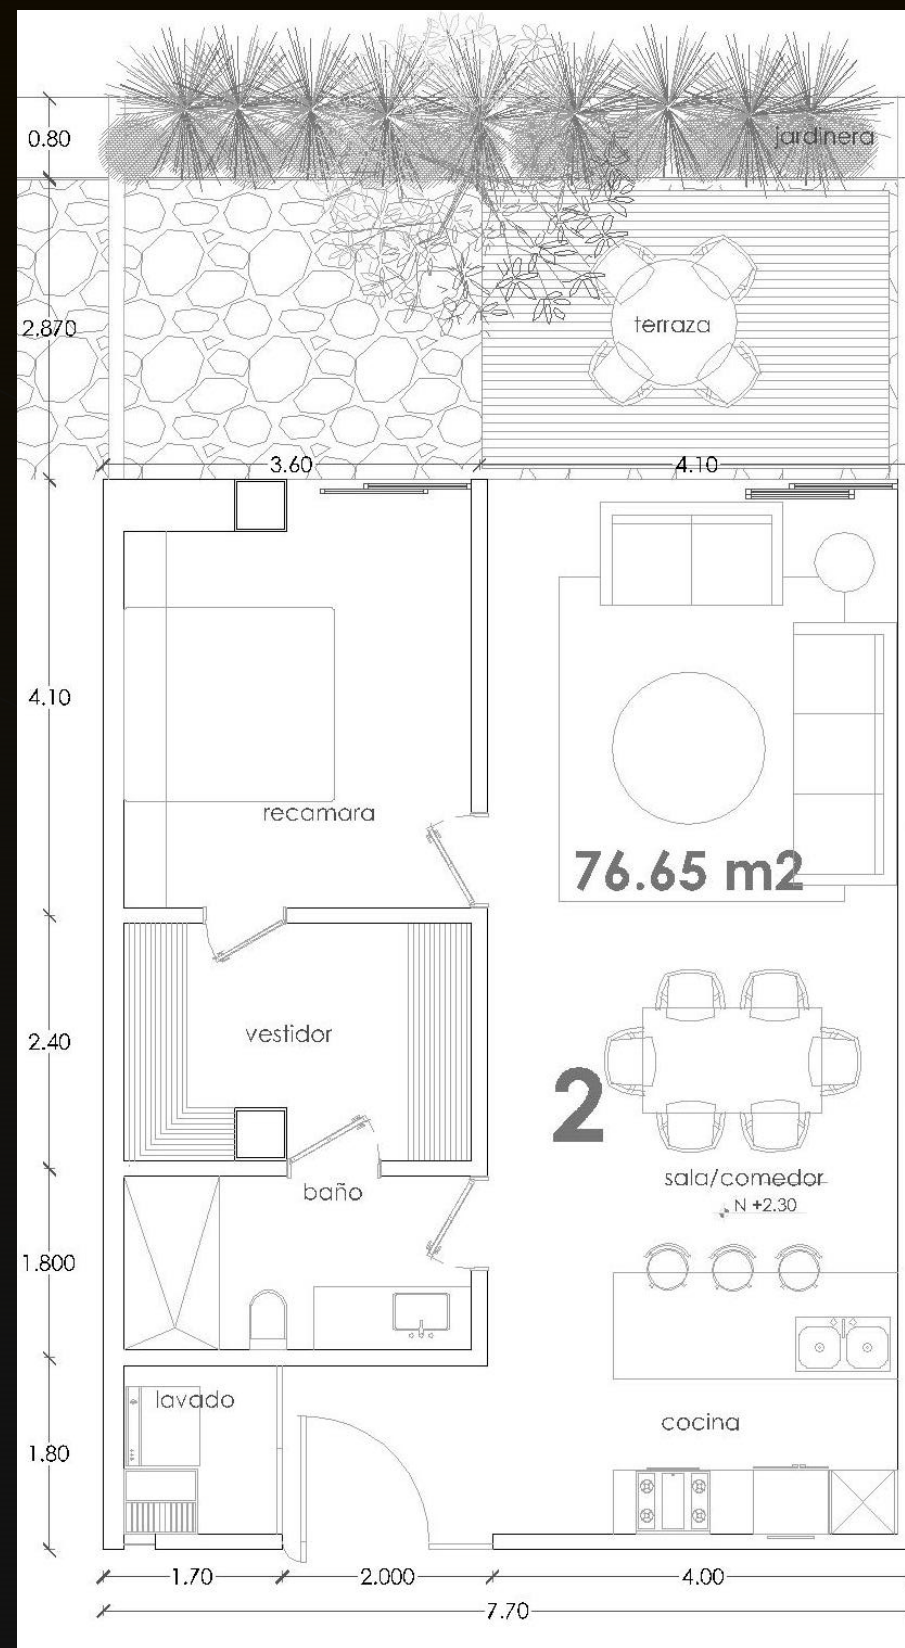 jardinera
0.80
2.870
terraza
3.60
4.10
4.10
recamara
76.65 m2
2.40
vestidor
2
sala/comedor
N +2.30
baño
1.800
lavado
cocina
1.80
1.70
2.000
4.00
7.70